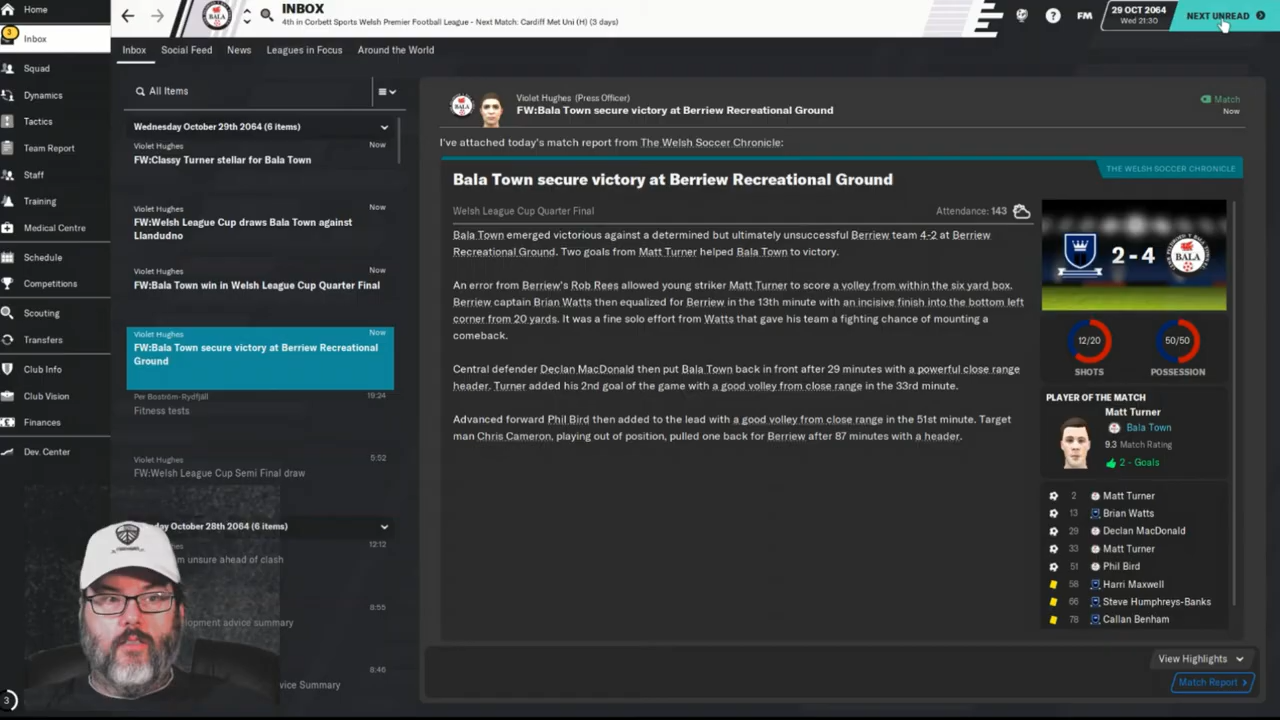 Home
3
Inbox
Squad
Dynamics
Tactics
Team Report
Staff
Training
Medical Centre
Schedule
Competitions
Scouting
Transfers
Club Info
Club Vision
Finances
Dev. Center
3
BALA
INBOX
4th in Corbett Sports Welsh Premier Football League - Next Match: Cardiff Met Uni (H) (3 days)
FM
29 OCT 2064
Wed 21:30
NEXT UNREAD
Inbox
Social Feed
News
Leagues in Focus
Around the World
All Items
Wednesday October 29th 2064 (6 items)
Violet Hughes
Now
FW:Classy Turner stellar for Bala Town
Violet Hughes
Now
FW:Welsh League Cup draws Bala Town against
Llandudno
Violet Hughes
Now
FW:Bala Town win in Welsh League Cup Quarter Final
Violet Hughes
Now
FW:Bala Town secure victory at Berriew Recreational
Ground
Per Boström-Rydfjäll
19:24
Fitness tests
Violet Hughes
5:52
FW:Welsh League Cup Semi Final draw
day October 28th 2064 (6 items)
12:12
m unsure ahead of clash
8:55
lopment advice summary
8:46
vice Summary
Violet Hughes (Press Officer)
FW:Bala Town secure victory at Berriew Recreational Ground
Match
Now
I've attached today's match report from The Welsh Soccer Chronicle:
THE WELSH SOCCER CHRONICLE
Bala Town secure victory at Berriew Recreational Ground
Welsh League Cup Quarter Final
Attendance: 143
Bala Town emerged victorious against a determined but ultimately unsuccessful Berriew team 4-2 at Berriew
Recreational Ground. Two goals from Matt Turner helped Bala Town to victory.
An error from Berriew's Rob Rees allowed young striker Matt Turner to score a volley from within the six yard box.
Berriew captain Brian Watts then equalized for Berriew in the 13th minute with an incisive finish into the bottom left
corner from 20 yards. It was a fine solo effort from Watts that gave his team a fighting chance of mounting a
comeback.
Central defender Declan MacDonald then put Bala Town back in front after 29 minutes with a powerful close range
header. Turner added his 2nd goal of the game with a good volley from close range in the 33rd minute.
Advanced forward Phil Bird then added to the lead with a good volley from close range in the 51st minute. Target
man Chris Cameron, playing out of position, pulled one back for Berriew after 87 minutes with a header.
2 - 4
BALA
12/20
SHOTS
50/50
POSSESSION
PLAYER OF THE MATCH
Matt Turner
Bala Town
9.3 Match Rating
2 - Goals
2 Matt Turner
13 Brian Watts
29 Declan MacDonald
33 Matt Turner
51 Phil Bird
58 Harri Maxwell
66 Steve Humphreys-Banks
78 Callan Benham
View Highlights
Match Report >